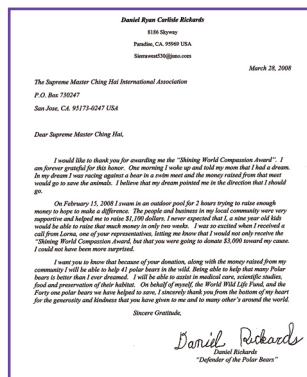 Daniel Ryan Carlisle Rickards
8186 Skyway
Paradise, CA. 95969 USA
Sierrawest530@juno.com
March 28, 2008
The Supreme Master Ching Hai International Association
P.O. Box 730247
San Jose, CA. 95173-0247 USA
Dear Supreme Master Ching Hai,
I would like to thank you for awarding me the "Shining World Compassion Award". I
am forever grateful for this honor. One morning I woke up and told my mom that I had a dream.
In my dream I was racing against a bear in a swim meet and the money raised from that meet
would go to save the animals. I believe that my dream pointed me in the direction that I should
go.
On February 15, 2008 I swam in an outdoor pool for 2 hours trying to raise enough
money to hope to make a difference. The people and business in my local community were very
supportive and helped me to raise $1,100 dollars. I never expected that I, a nine year old kids
would be able to raise that much money in only two weeks. I was so excited when I received a
call from Lorna, one of your representatives, letting me know that I would not only receive the
"Shining World Compassion Award, but that you were going to donate $3,000 toward my cause.
I could not have been more surprised.
I want you to know that because of your donation, along with the money raised from my
community I will be able to help 41 polar bears in the wild. Being able to help that many Polar
bears is better than I ever dreamed. I will be able to assist in medical care, scientific studies,
food and preservation of their habitat. On behalf of myself, the World Wild Life Fund, and the
Forty one polar bears we have helped to save, I sincerely thank you from the bottom of my heart
for the generosity and kindness that you have given to me and to many other's around the world.
Sincere Gratitude,
Daniel Rickards
Daniel Rickards
"Defender of the Polar Bears"